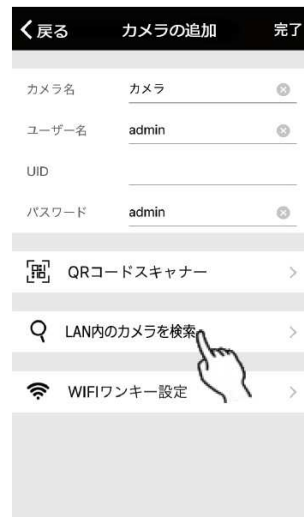 戻る カメラの追加 完了
カメラ名 カメラ
ユーザー名 admin
UID
パスワード admin
QRコードスキャナー
LAN内のカメラを検索
WIFIワンキー設定